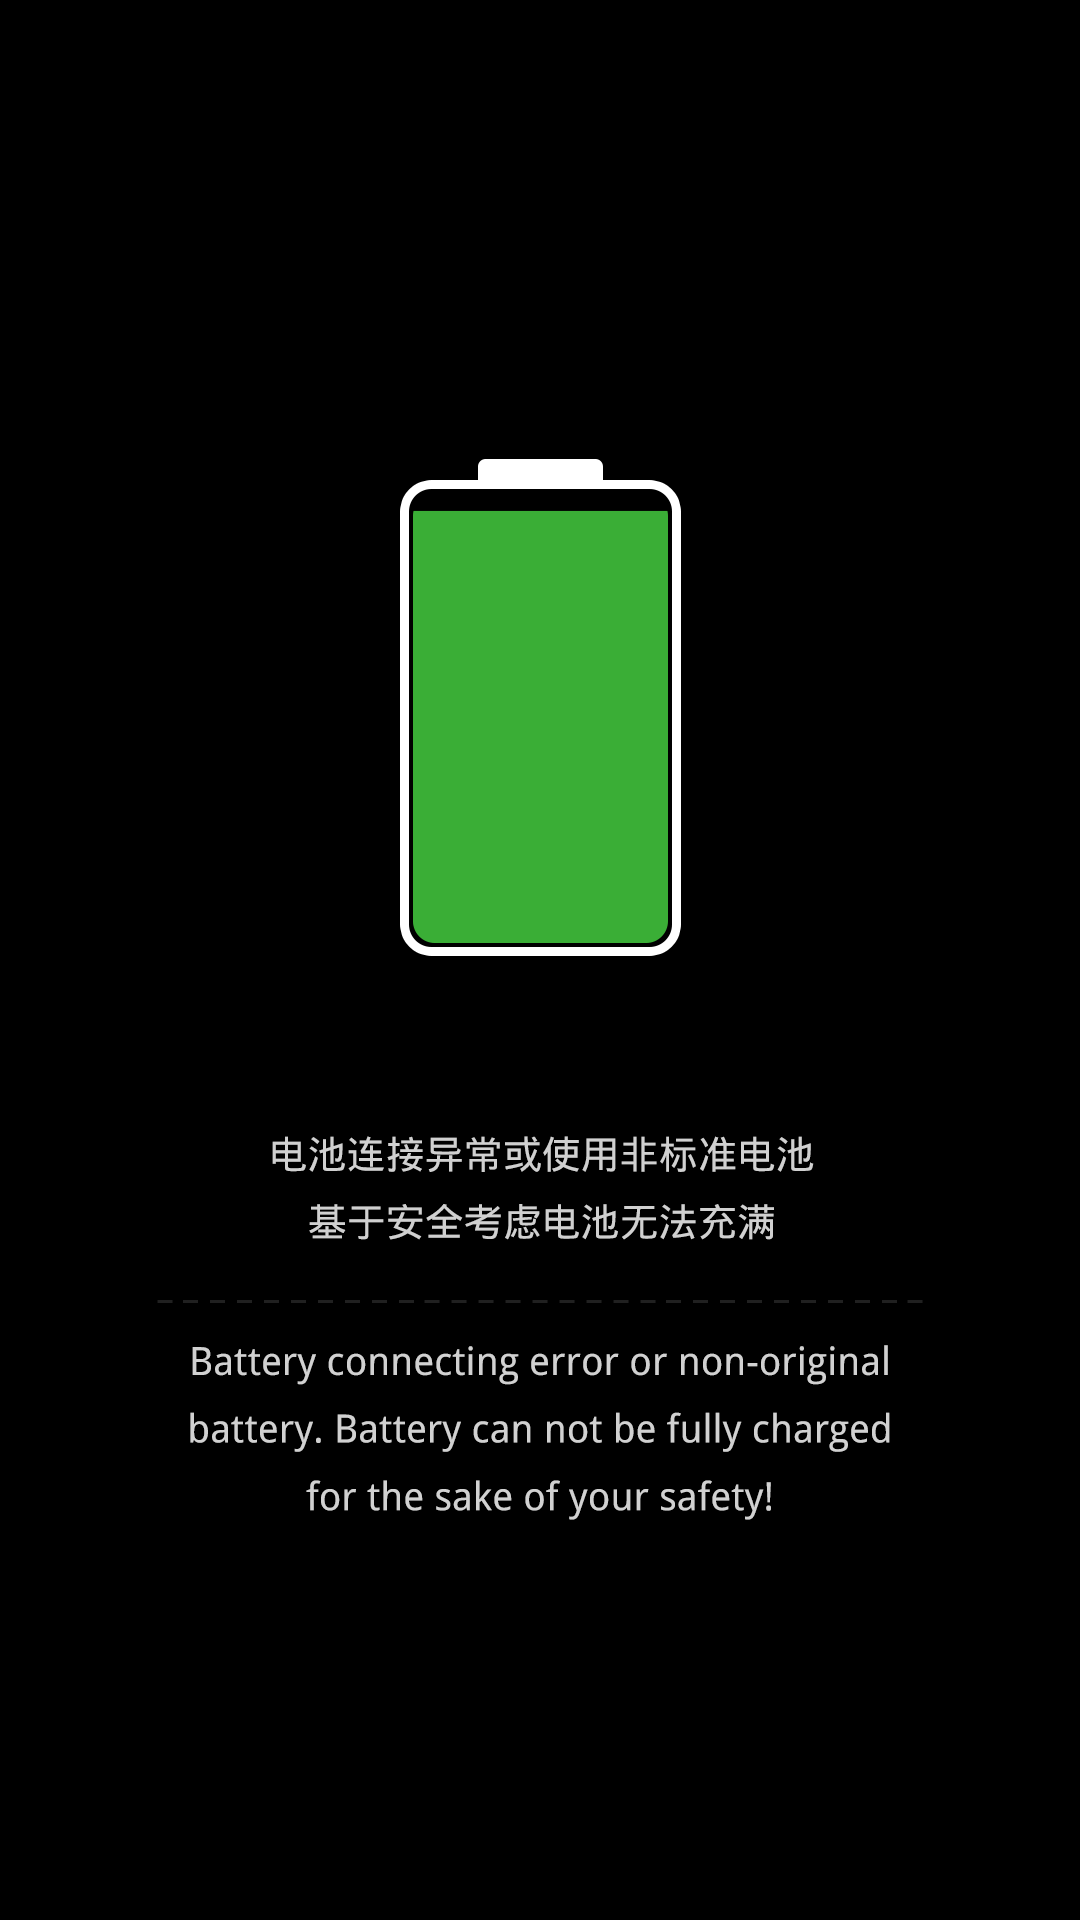 电池连接异常或使用非标准电池
基于安全考虑电池无法充满
Battery connecting error or non-original
battery. Battery can not be fully charged
for the sake of your safety!